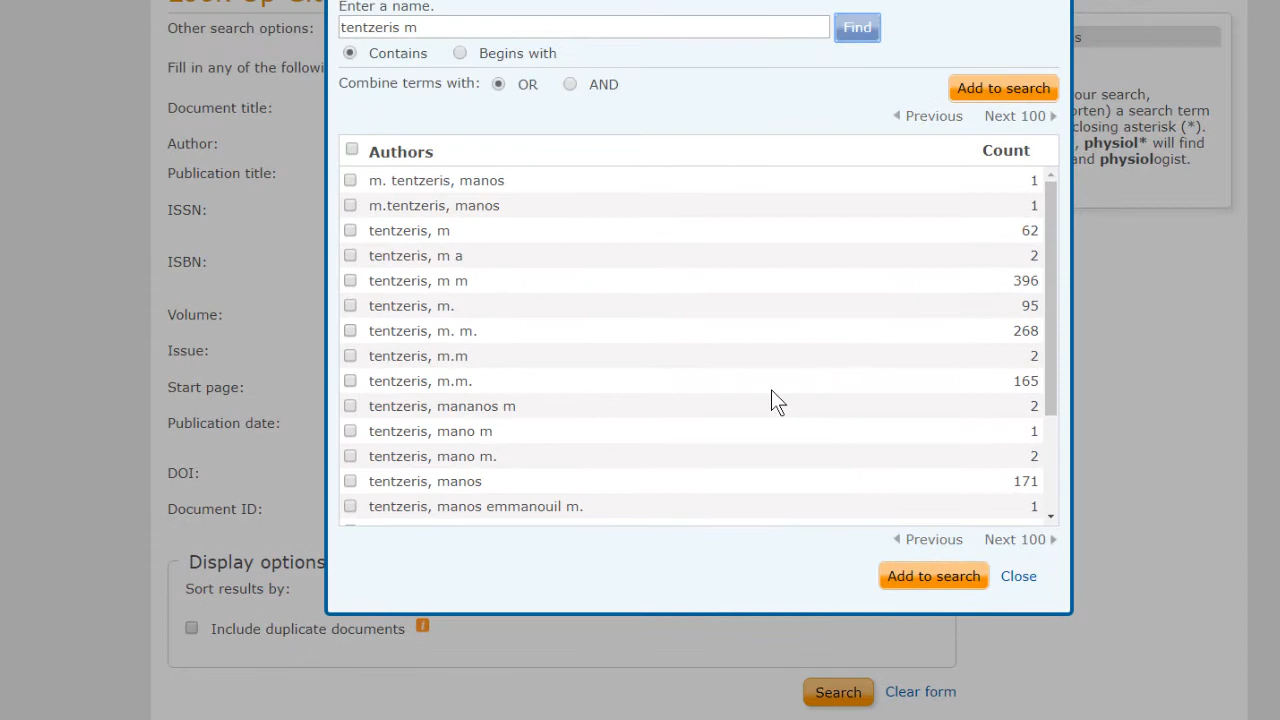 Enter a name.
tentzeris m
Find
Contains
Begins with
Combine terms with:
OR
AND
Add to search
Previous
Next 100
Authors
Count
m. tentzeris, manos 1
m.tentzeris, manos 1
tentzeris, m 62
tentzeris, m a 2
tentzeris, m m 396
tentzeris, m. 95
tentzeris, m. m. 268
tentzeris, m.m 2
tentzeris, m.m. 165
tentzeris, mananos m 2
tentzeris, mano m 1
tentzeris, mano m. 2
tentzeris, manos 171
tentzeris, manos emmanouil m. 1
Previous
Next 100
Add to search
Close
Other search options:
Fill in any of the followi
Document title:
Author:
Publication title:
ISSN:
ISBN:
Volume:
Issue:
Start page:
Publication date:
DOI:
Document ID:
Display options
Sort results by:
Include duplicate documents
Search
Clear form
s
our search,
orten) a search term
closing asterisk (*).
, physiol* will find
and physiologist.